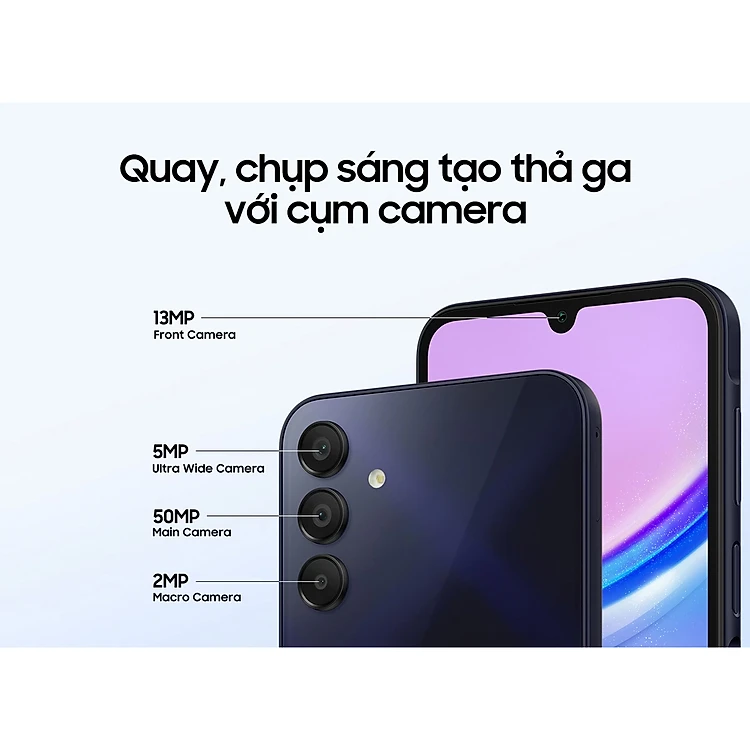 Quay, chụp sáng tạo thả ga
với cụm camera
13MP
Front Camera
5MP
Ultra Wide Camera
50MP
Main Camera
2MP
Macro Camera